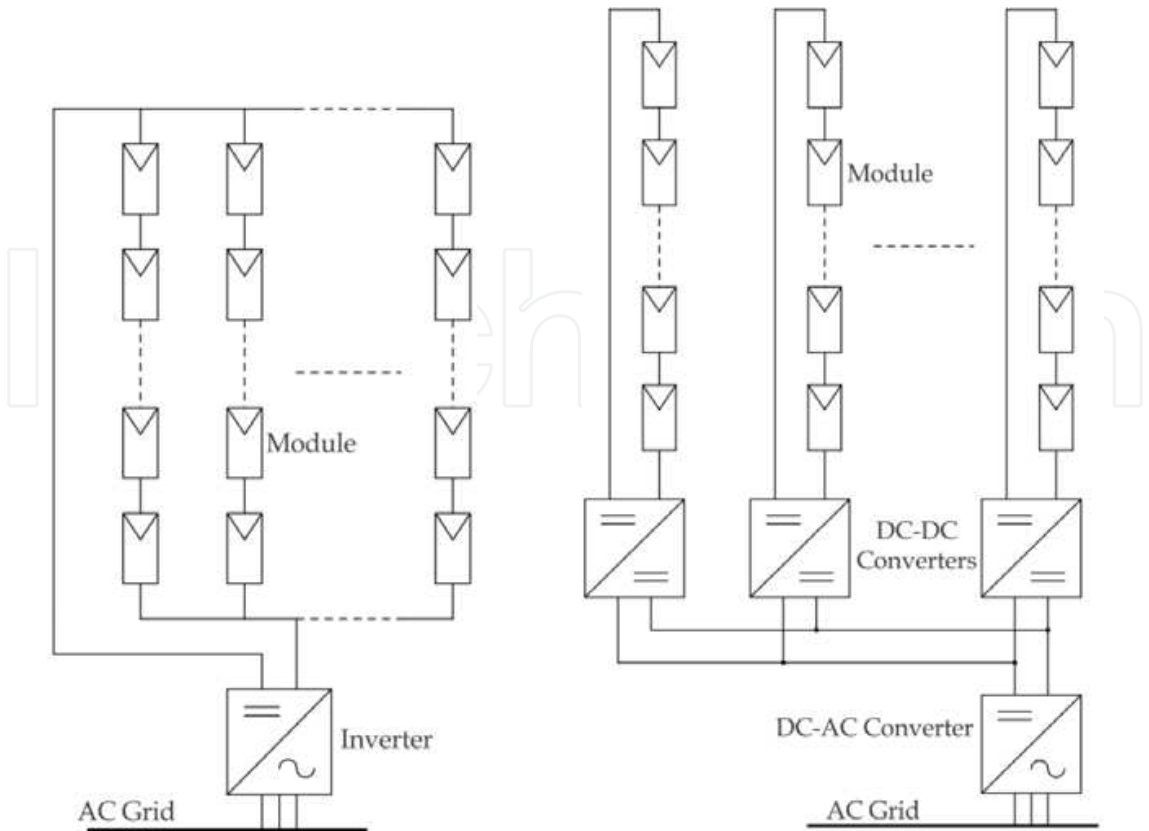 Module
Inverter
AC Grid
Module
DC-DC
Converters
DC-AC Converter
AC Grid